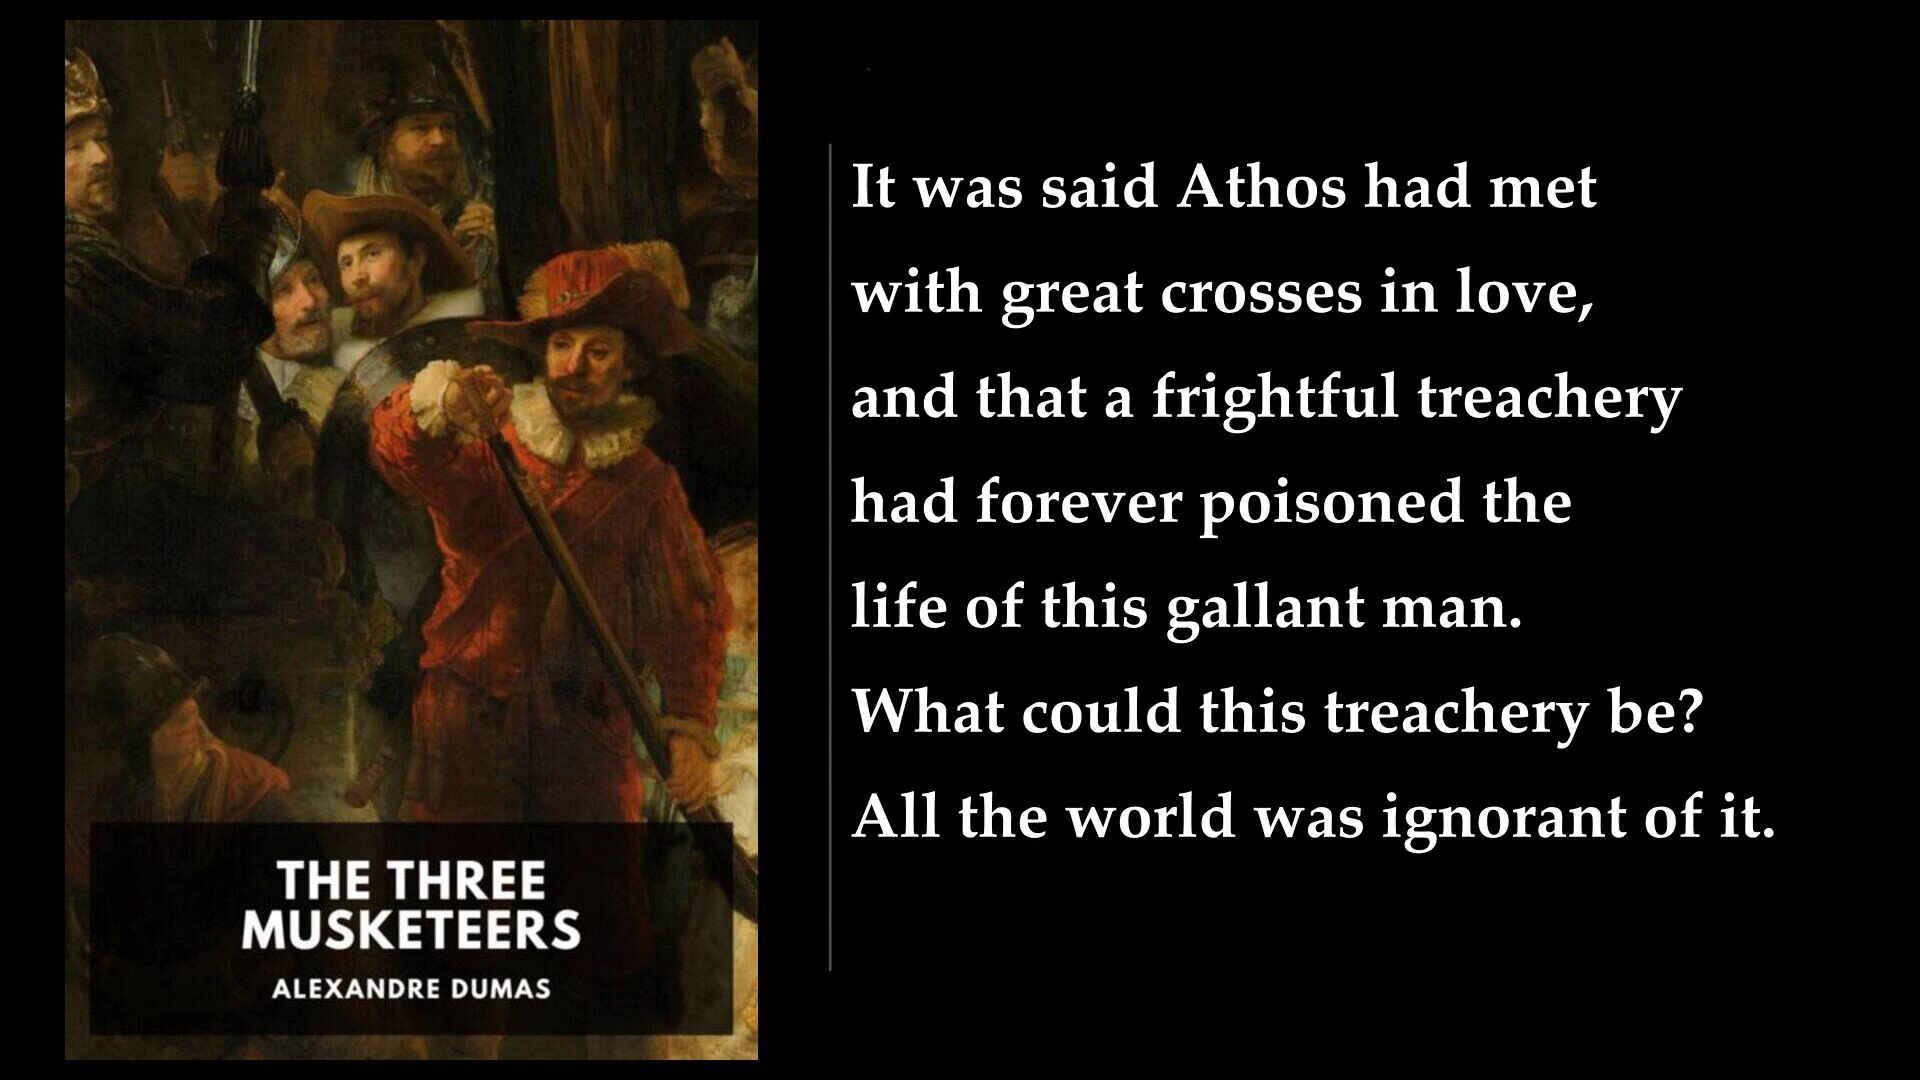 It was said Athos had met
with great crosses in love,
and that a frightful treachery
had forever poisoned the
life of this gallant man.
What could this treachery be?
All the world was ignorant of it.
THE THREE
MUSKETEERS
ALEXANDRE DUMAS